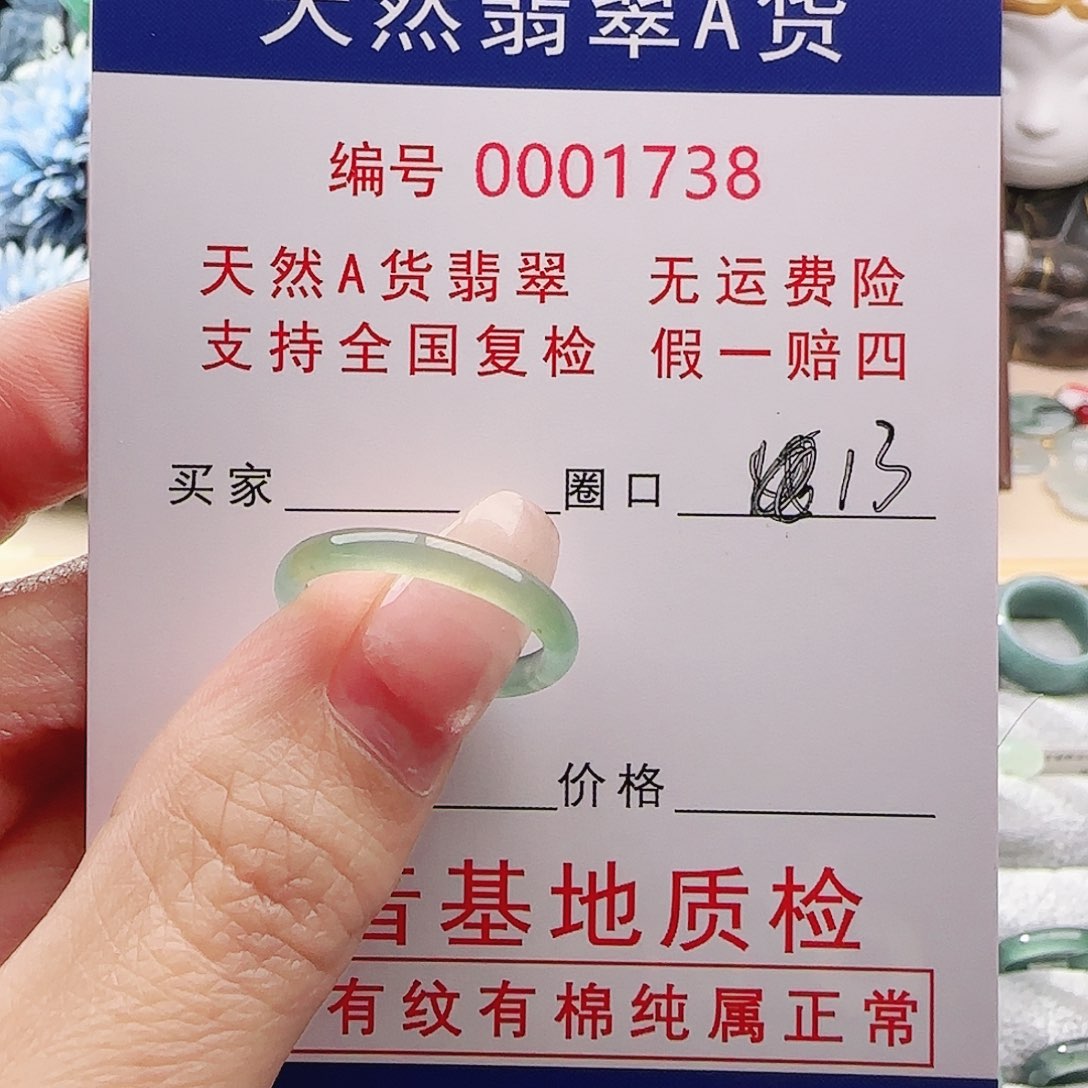 天然翡翠A货
编号 0001738
天然A货翡翠 无运费险
支持全国复检 假一赔四
买家 圈口 13
价格
基地质检
有纹有棉纯属正常